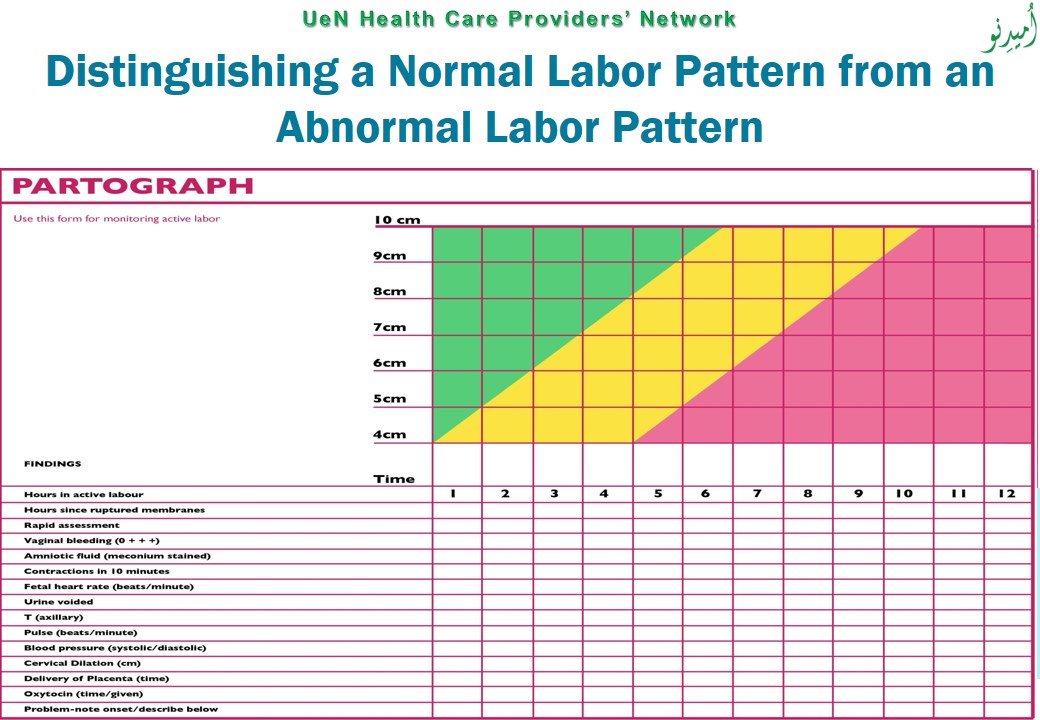 UeN Health Care Providers’ Network
أُميدِنو
Distinguishing a Normal Labor Pattern from an
Abnormal Labor Pattern
PARTOGRAPH
Use this form for monitoring active labor
10 cm
9cm
8cm
7cm
6cm
5cm
4cm
FINDINGS
Time
Hours in active labour 1 2 3 4 5 6 7 8 9 10 11 12
Hours since ruptured membranes
Rapid assessment
Vaginal bleeding (0 + + +)
Amniotic fluid (meconium stained)
Contractions in 10 minutes
Fetal heart rate (beats/minute)
Urine voided
T (axillary)
Pulse (beats/minute)
Blood pressure (systolic/diastolic)
Cervical Dilation (cm)
Delivery of Placenta (time)
Oxytocin (time/given)
Problem-note onset/describe below